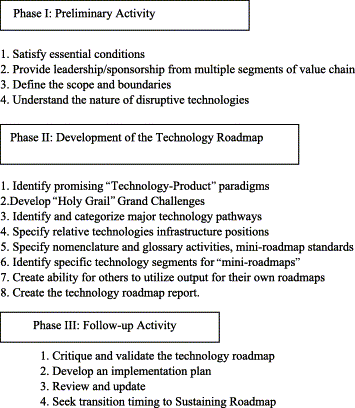 Phase I: Preliminary Activity
1. Satisfy essential conditions
2. Provide leadership/sponsorship from multiple segments of value chain
3. Define the scope and boundaries
4. Understand the nature of disruptive technologies
Phase II: Development of the Technology Roadmap
1. Identify promising “Technology-Product” paradigms
2.Develop “Holy Grail” Grand Challenges
3. Identify and categorize major technology pathways
4. Specify relative technologies infrastructure positions
5. Specify nomenclature and glossary activities, mini-roadmap standards
6. Identify specific technology segments for “mini-roadmaps”
7. Create ability for others to utilize output for their own roadmaps
8. Create the technology roadmap report.
Phase III: Follow-up Activity
1. Critique and validate the technology roadmap
2. Develop an implementation plan
3. Review and update
4. Seek transition timing to Sustaining Roadmap